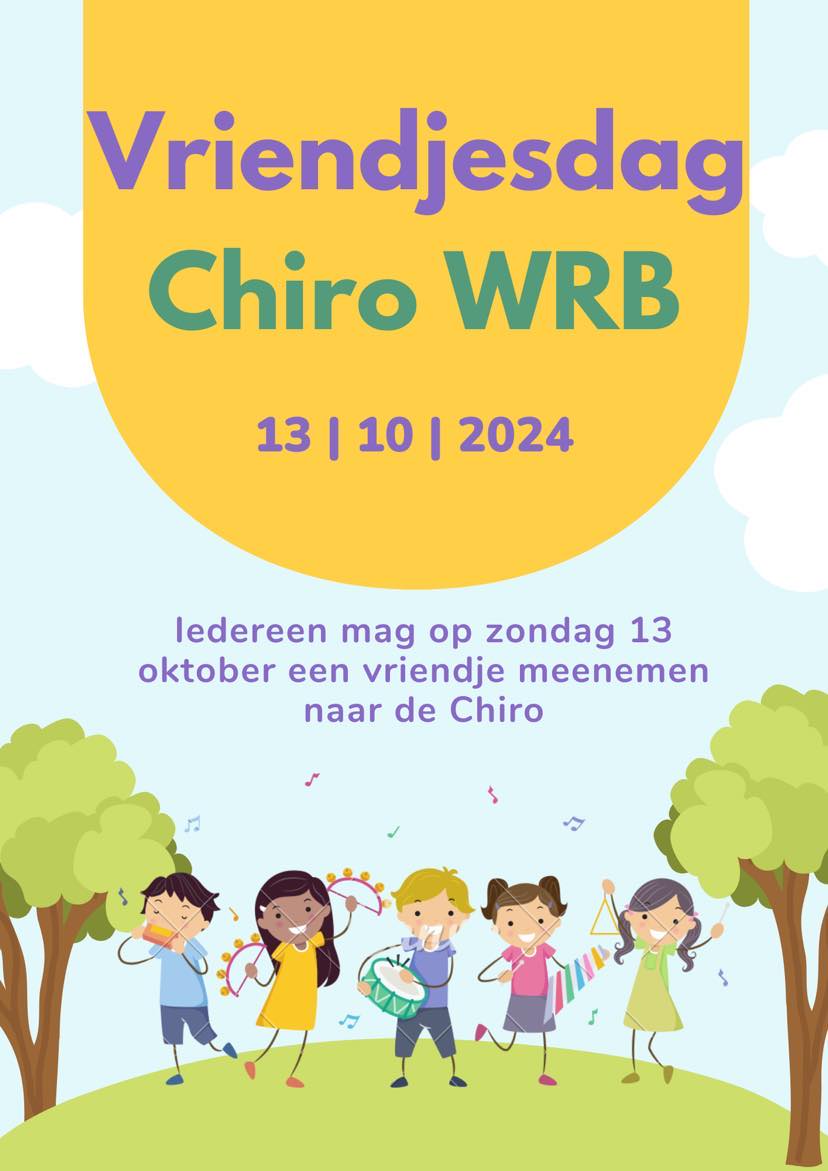 Vriendjesdag
Chiro WRB
13 | 10 | 2024
Iedereen mag op zondag 13
oktober een vriendje meenemen
naar de Chiro